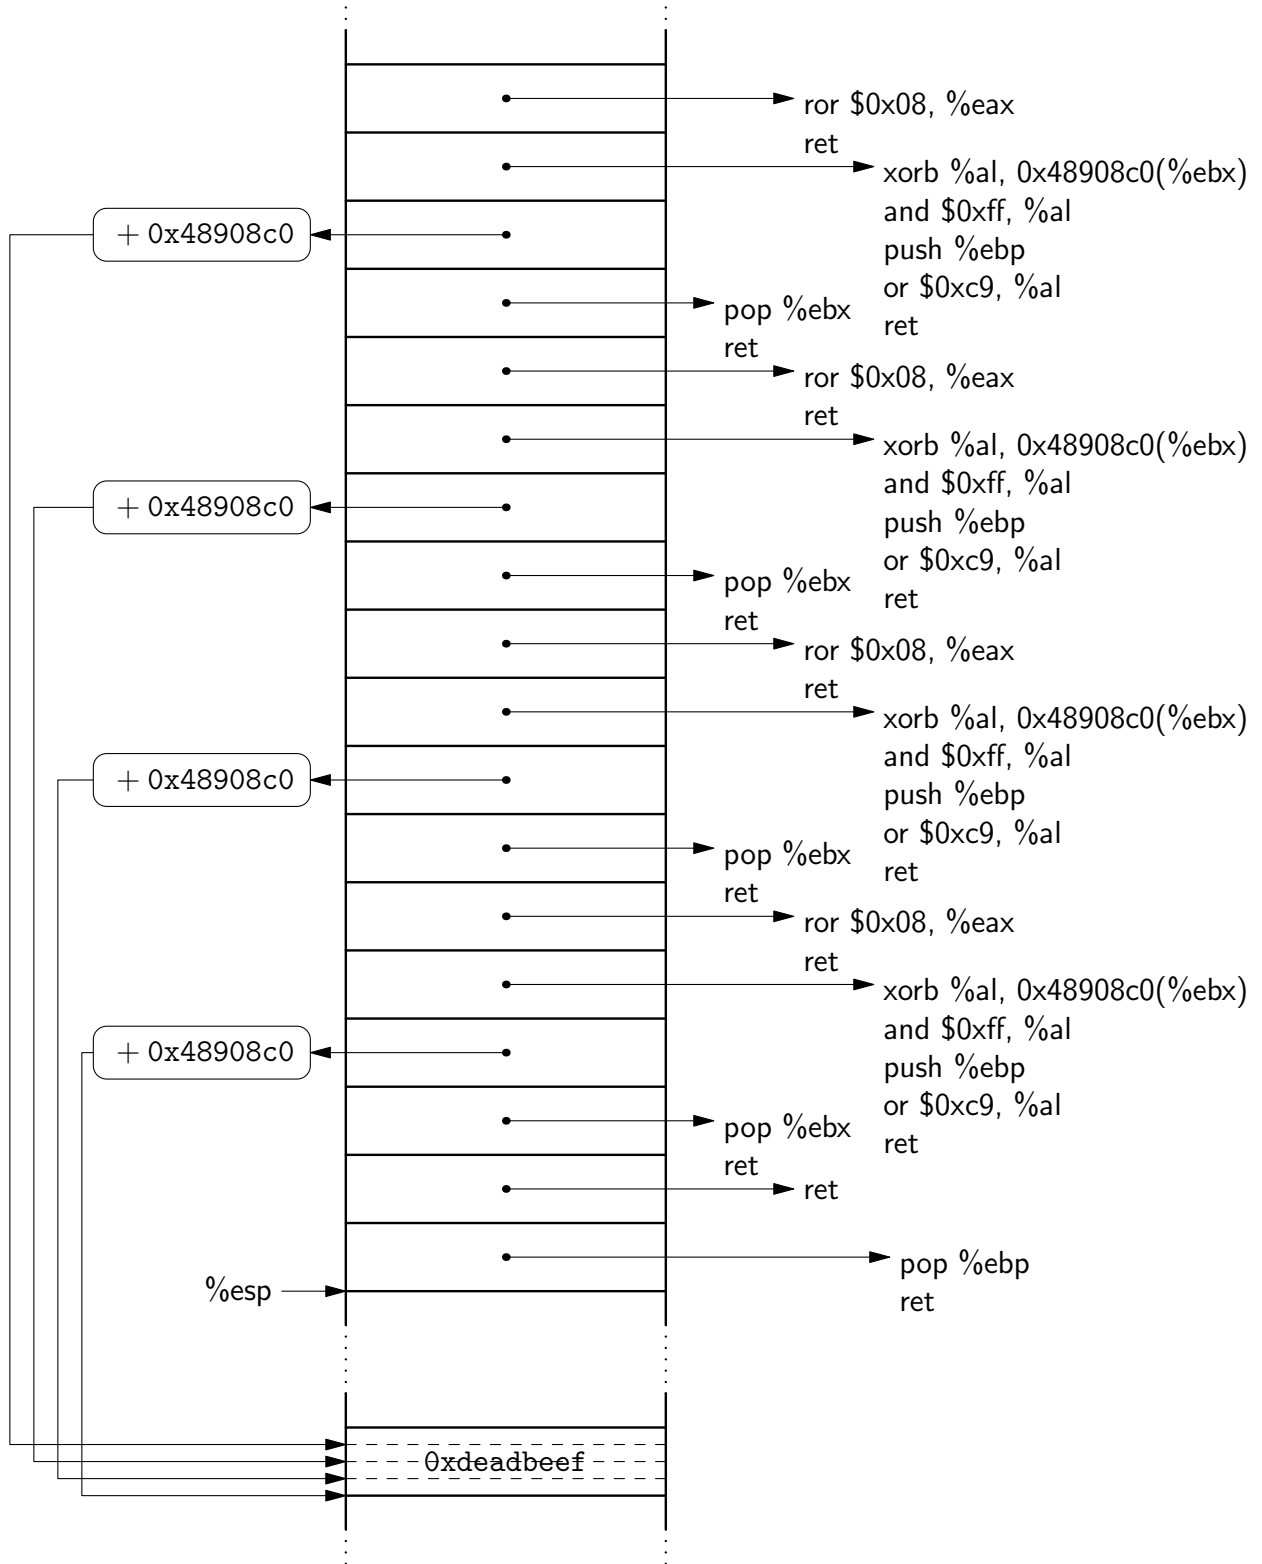 ror $0x08, %eax
ret
xorb %al, 0x48908c0(%ebx)
and $0xff, %al
push %ebp
or $0xc9, %al
ret
+ 0x48908c0
pop %ebx
ret
ror $0x08, %eax
ret
xorb %al, 0x48908c0(%ebx)
and $0xff, %al
push %ebp
or $0xc9, %al
ret
+ 0x48908c0
pop %ebx
ret
ror $0x08, %eax
ret
xorb %al, 0x48908c0(%ebx)
and $0xff, %al
push %ebp
or $0xc9, %al
ret
+ 0x48908c0
pop %ebx
ret
ror $0x08, %eax
ret
xorb %al, 0x48908c0(%ebx)
and $0xff, %al
push %ebp
or $0xc9, %al
ret
+ 0x48908c0
pop %ebx
ret
ret
pop %ebp
ret
%esp
0xdeadbeef